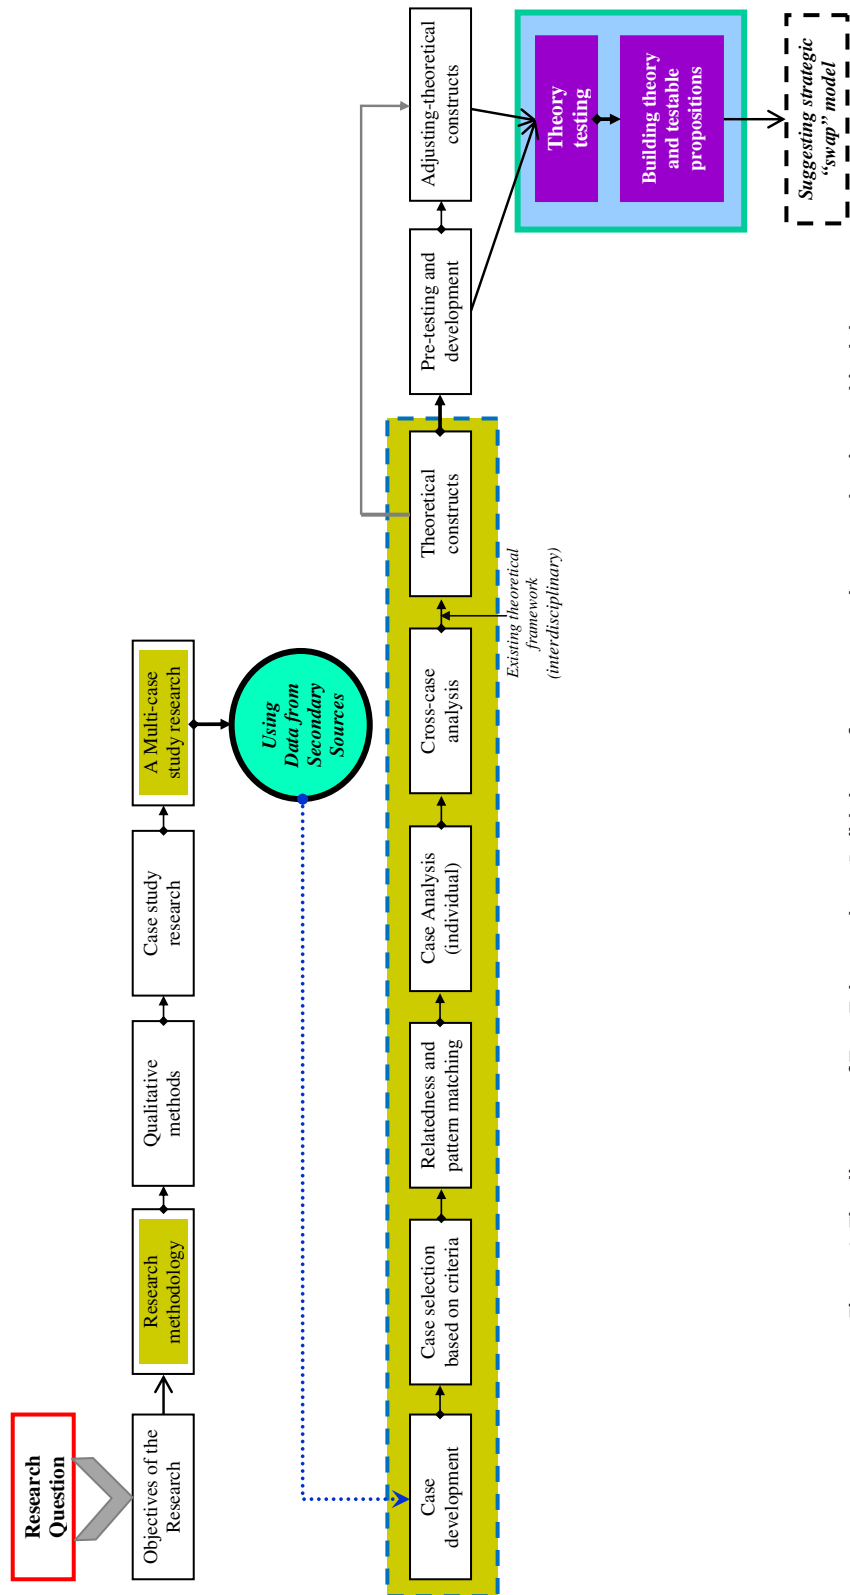 Research
Question
Objectives of the
Research
Research
methodology
Qualitative
methods
Case study
research
A Multi-case
study research
Using
Data from
Secondary
Sources
Case
development
Case selection
based on criteria
Relatedness and
pattern matching
Case Analysis
(individual)
Cross-case
analysis
Existing theoretical
framework
(interdisciplinary)
Theoretical
constructs
Pre-testing and
development
Adjusting-theoretical
constructs
Theory
testing
Building theory
and testable
propositions
Suggesting strategic
“swap” model